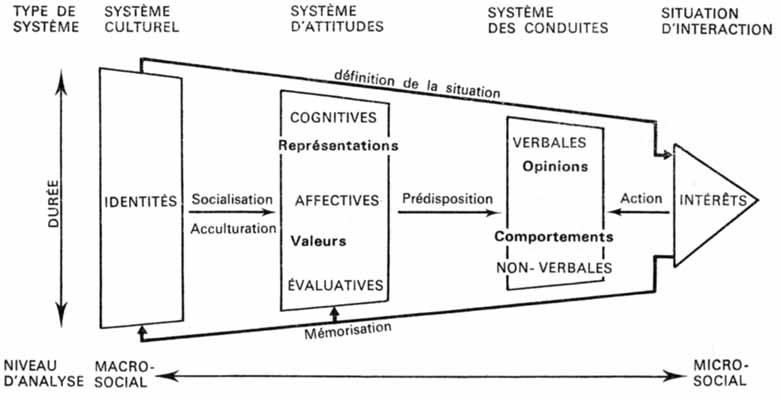 TYPE DE
SYSTÈME
SYSTÈME
CULTUREL
SYSTÈME
D'ATTITUDES
SYSTÈME
DES CONDUITES
SITUATION
D'INTERACTION
définition de la situation
DURÉE
IDENTITÉS
Socialisation
Acculturation
COGNITIVES
Représentations
AFFECTIVES
Valeurs
ÉVALUATIVES
Prédisposition
VERBALES
Opinions
Comportements
NON-VERBALES
Action
INTÉRÊTS
Mémorisation
NIVEAU
D'ANALYSE
MACRO-
SOCIAL
MICRO-
SOCIAL